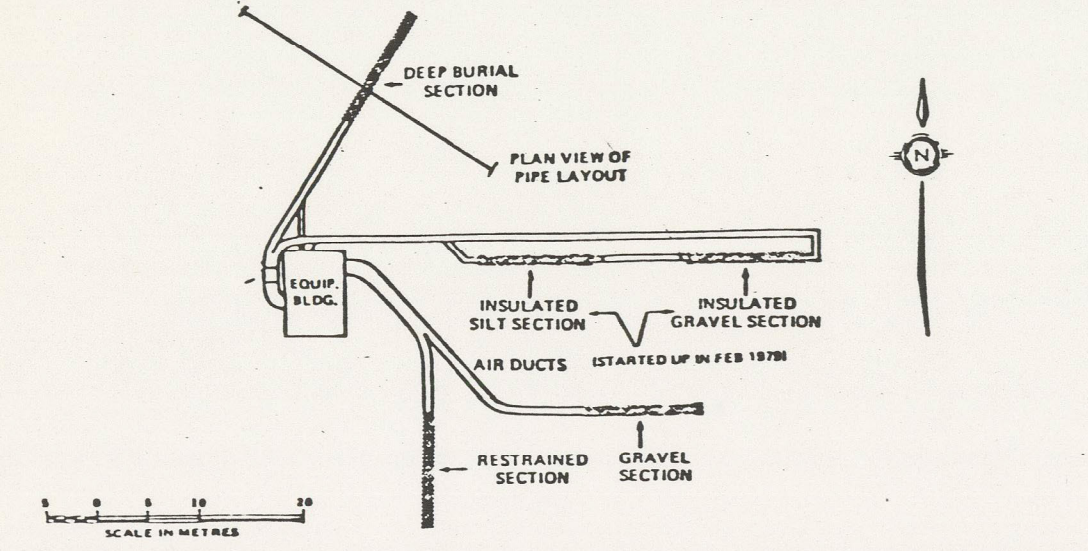 DEEP BURIAL
SECTION
PLAN VIEW OF
PIPE LAYOUT
N
EQUIP.
BLDG.
INSULATED
SILT SECTION
INSULATED
GRAVEL SECTION
(STARTED UP IN FEB 1979)
AIR DUCTS
RESTRAINED
SECTION
GRAVEL
SECTION
5 0 5 10 20
SCALE IN METRES